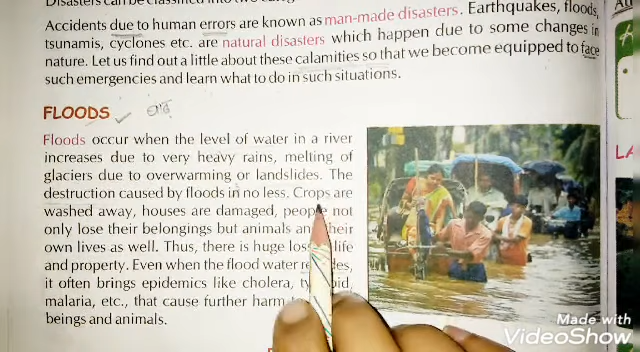 Accidents due to human errors are known as man-made disasters. Earthquakes, floods,
tsunamis, cyclones etc. are natural disasters which happen due to some changes in
nature. Let us find out a little about these calamities so that we become equipped to face
such emergencies and learn what to do in such situations.
FLOODS
Floods occur when the level of water in a river
increases due to very heavy rains, melting of
glaciers due to overwarming or landslides. The
destruction caused by floods in no less. Crops are
washed away, houses are damaged, people not
only lose their belongings but animals and their
own lives as well. Thus, there is huge loss life
and property. Even when the flood water
it often brings epidemics like cholera,
malaria, etc., that cause further harm
beings and animals.
Made With
VideoShow